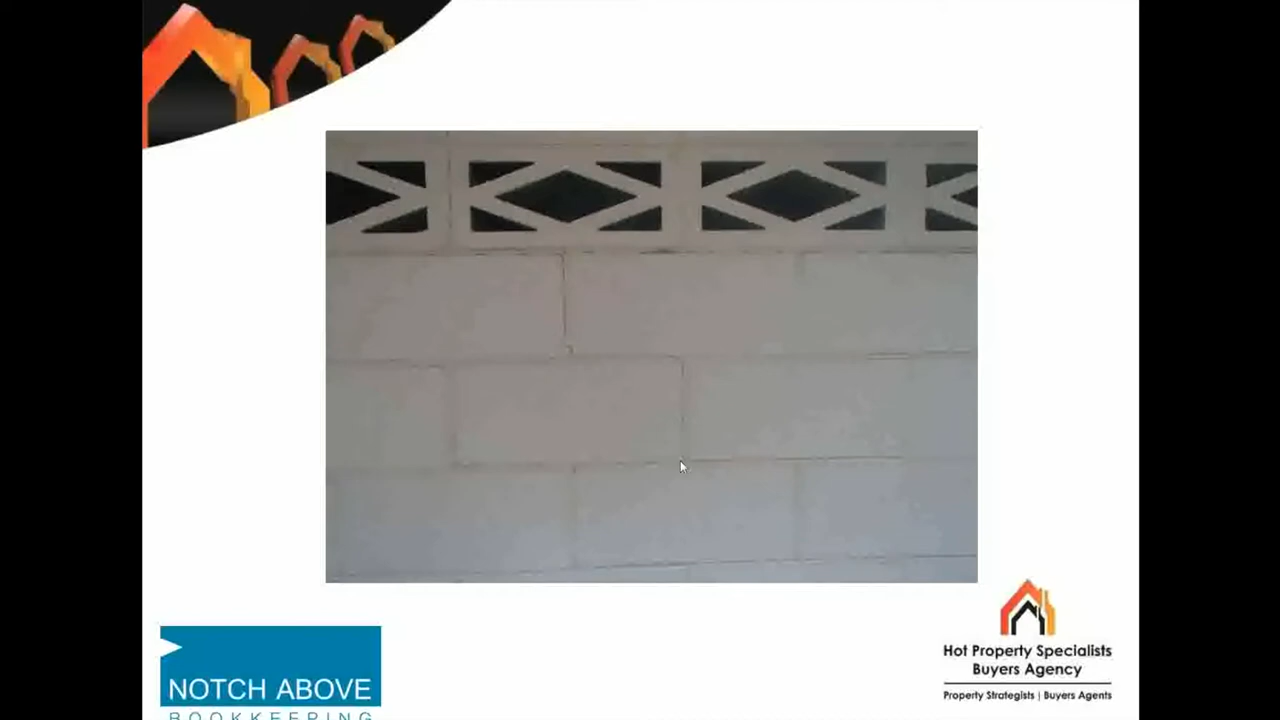 NOTCH ABOVE
BOOKKEEPING
Hot Property Specialists
Buyers Agency
Property Strategists | Buyers Agents